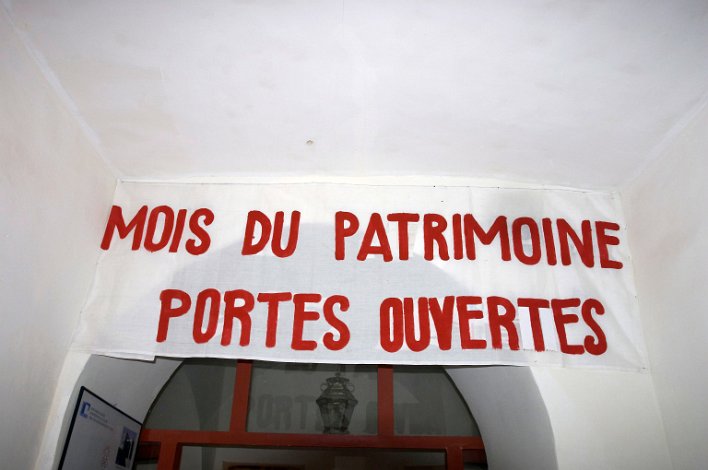 MOIS DU PATRIMOINE
PORTES OUVERTES